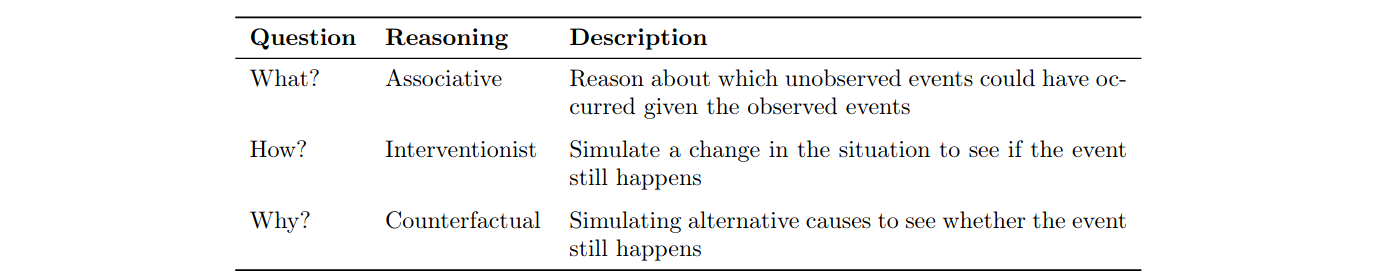 Question Reasoning Description
What? Associative Reason about which unobserved events could have oc-
curred given the observed events
How? Interventionist Simulate a change in the situation to see if the event
still happens
Why? Counterfactual Simulating alternative causes to see whether the event
still happens